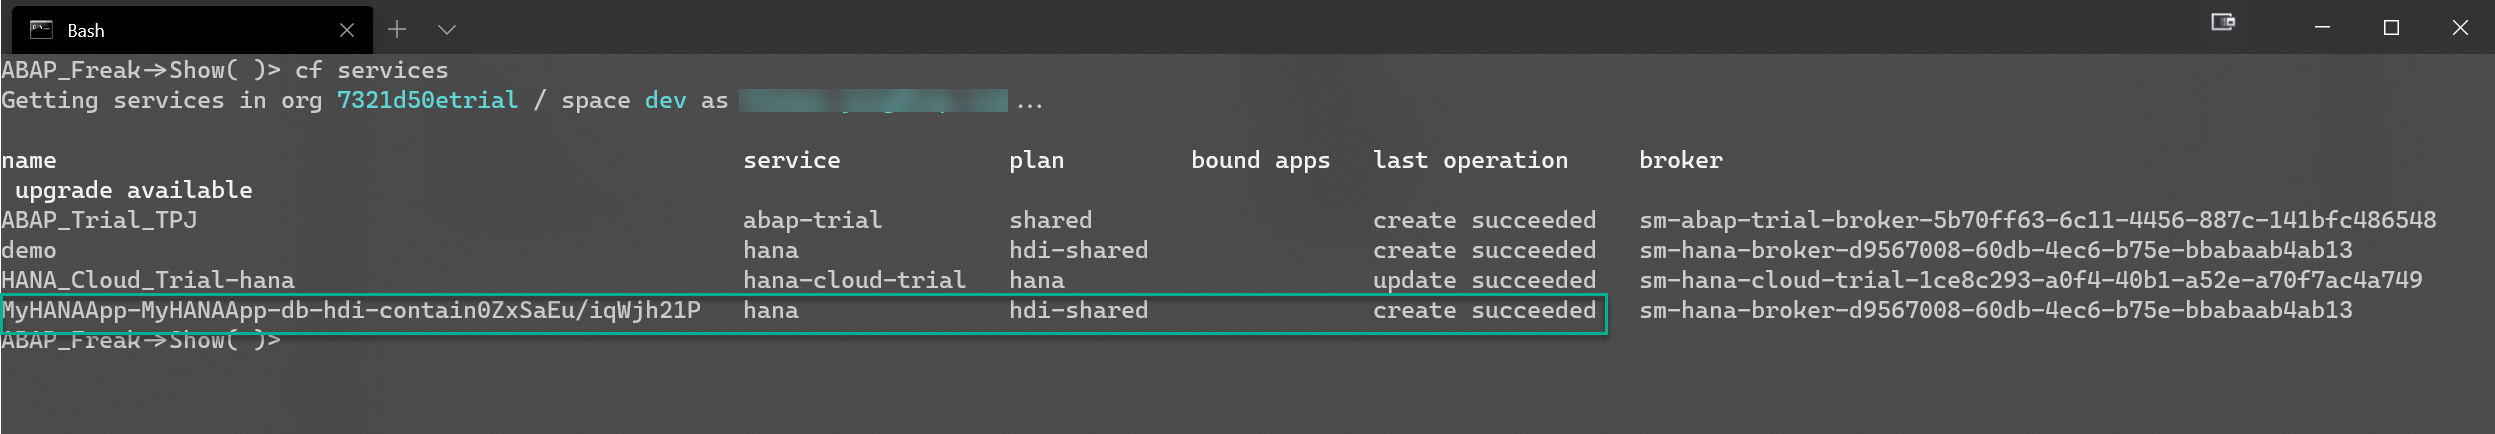 Bash
ABAP_Freak->Show( )> cf services
Getting services in org 7321d50etrial / space dev as ...
name service plan bound apps last operation broker
upgrade available
ABAP_Trial_TPJ abap-trial shared create succeeded sm-abap-trial-broker-5b70ff63-6c11-4456-887c-141bfc486548
demo hana hdi-shared create succeeded sm-hana-broker-d9567008-60db-4ec6-b75e-bbabaab4ab13
HANA_Cloud_Trial-hana hana-cloud-trial hana update succeeded sm-hana-cloud-trial-1ce8c293-a0f4-40b1-a52e-a70f7ac4a749
MyHANAApp-MyHANAApp-db-hdi-contain0ZxSaEu/iqWjh21P hana hdi-shared create succeeded sm-hana-broker-d9567008-60db-4ec6-b75e-bbabaab4ab13
ABAP_Freak->Show( )>